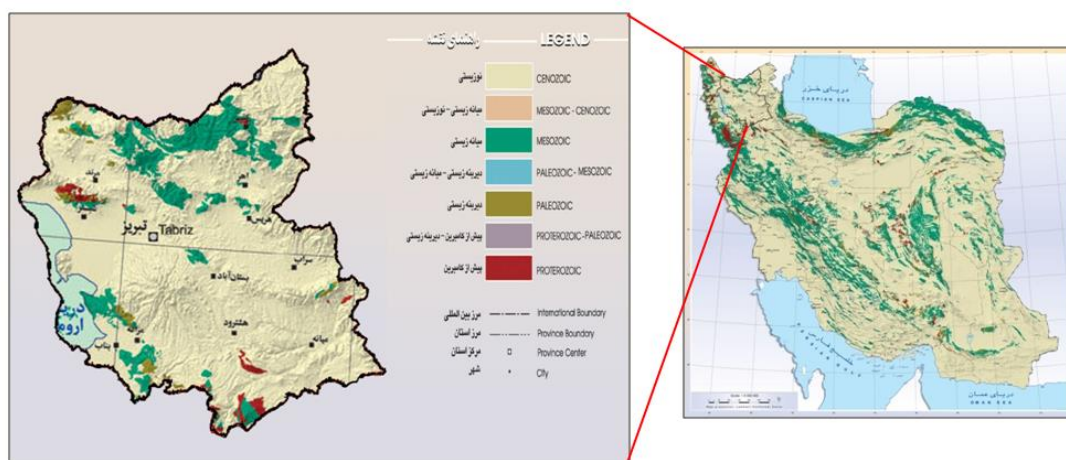 راهنمای نقشه LEGEND
نوزیستی CENOZOIC
میانه زیستی - نوزیستی MESOZOIC - CENOZOIC
میانه زیستی MESOZOIC
دیرینه زیستی - میانه زیستی PALEOZOIC - MESOZOIC
دیرینه زیستی PALEOZOIC
پیش از کامبرین - دیرینه زیستی PROTEROZOIC - PALEOZOIC
پیش از کامبرین PROTEROZOIC
مرز بین المللی International Boundary
مرز استان Province Boundary
مرکز استان Province Center
شهر City
مرند
اهر
تبریز
Tabriz
هریس
سراب
بستان آباد
هشترود
میانه
بناب
اروم
دریای خزر
CASPIAN SEA
دریای عمان
OMAN SEA